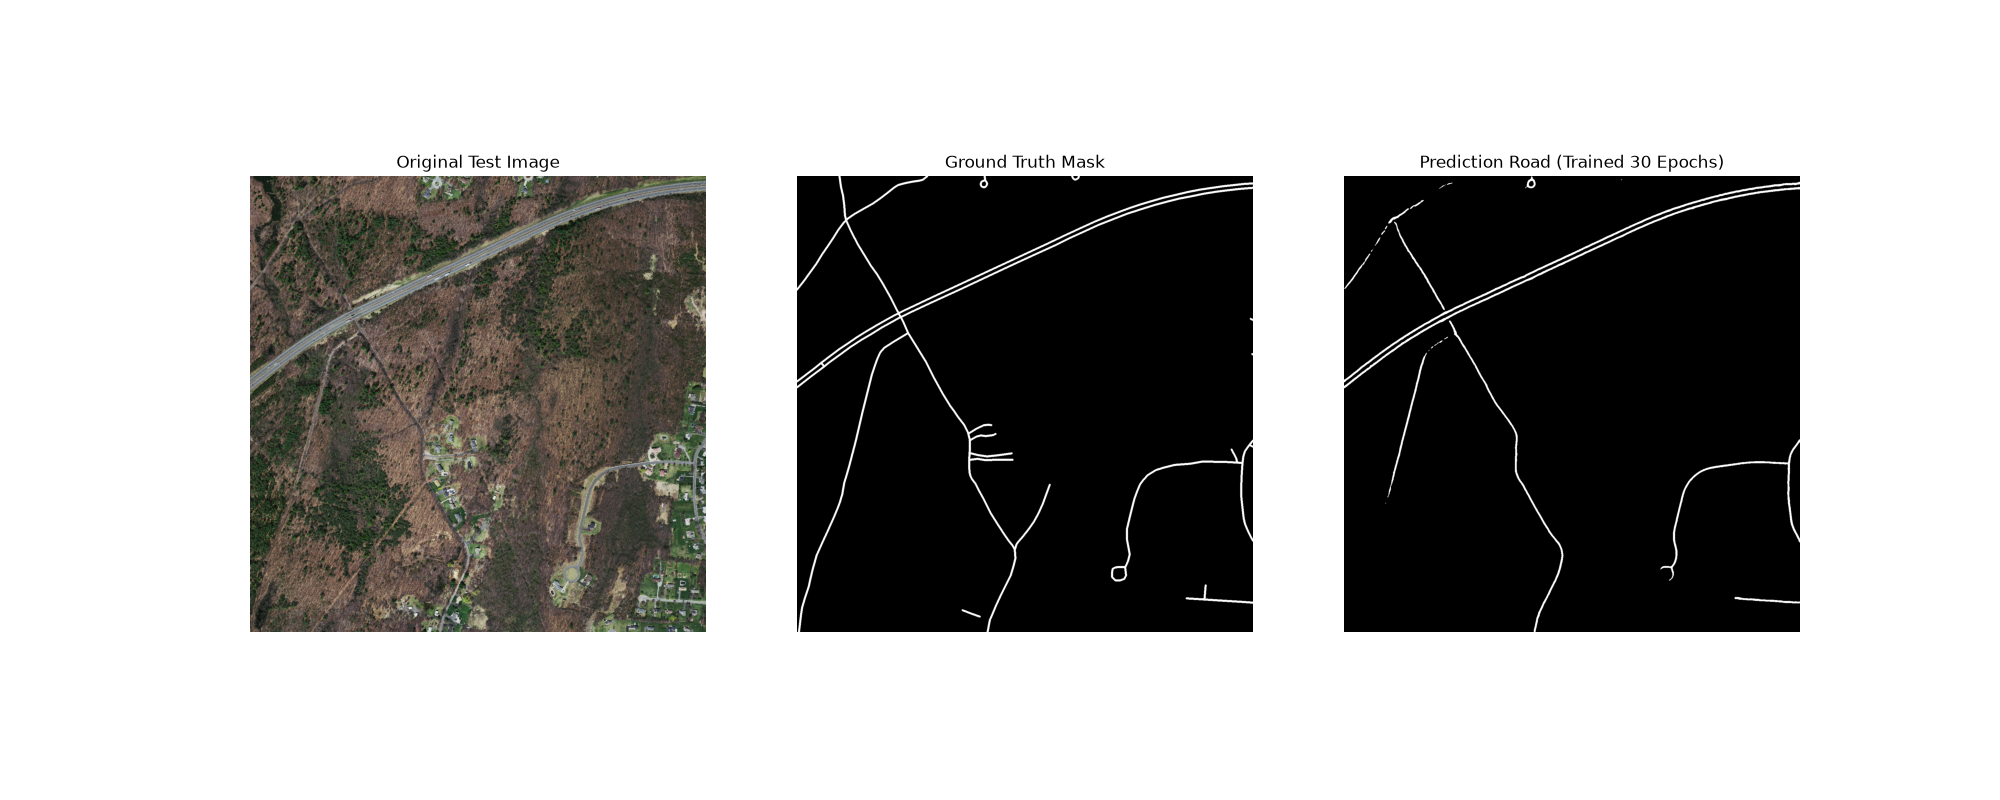 Original Test Image
Ground Truth Mask
Prediction Road (Trained 30 Epochs)